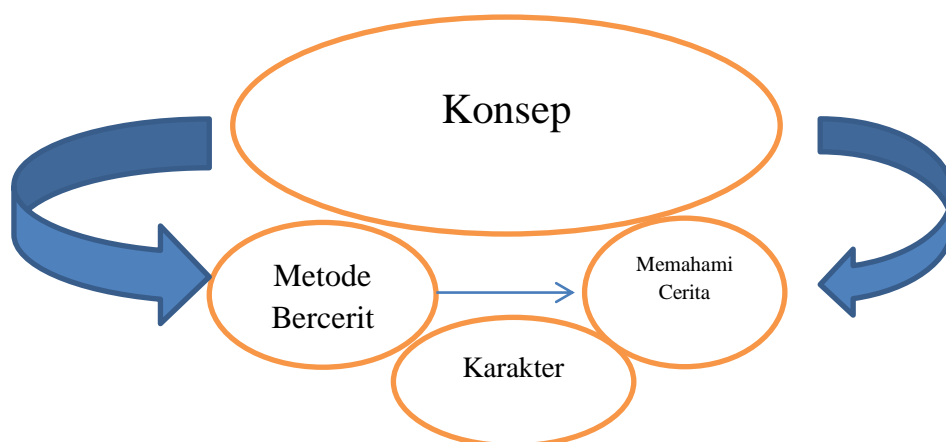 Konsep
Metode
Bercerit
Memahami
Cerita
Karakter